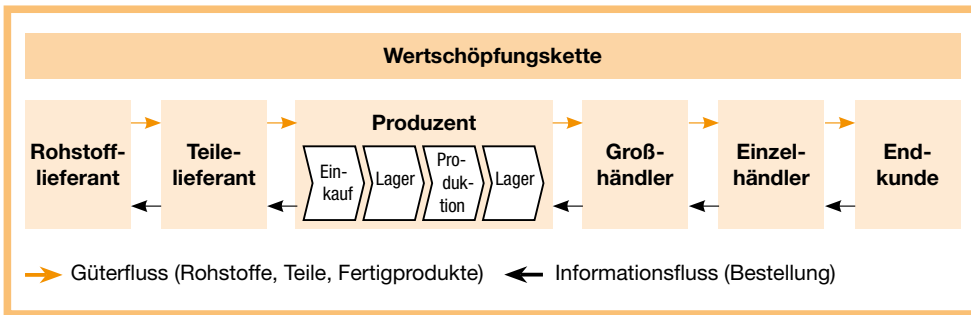 Wertschöpfungskette
Rohstoff-
lieferant
Teile-
lieferant
Produzent
Ein-
kauf
Lager
Pro-
duk-
tion
Lager
Groß-
händler
Einzel-
händler
End-
kunde
Güterfluss (Rohstoffe, Teile, Fertigprodukte)
Informationsfluss (Bestellung)